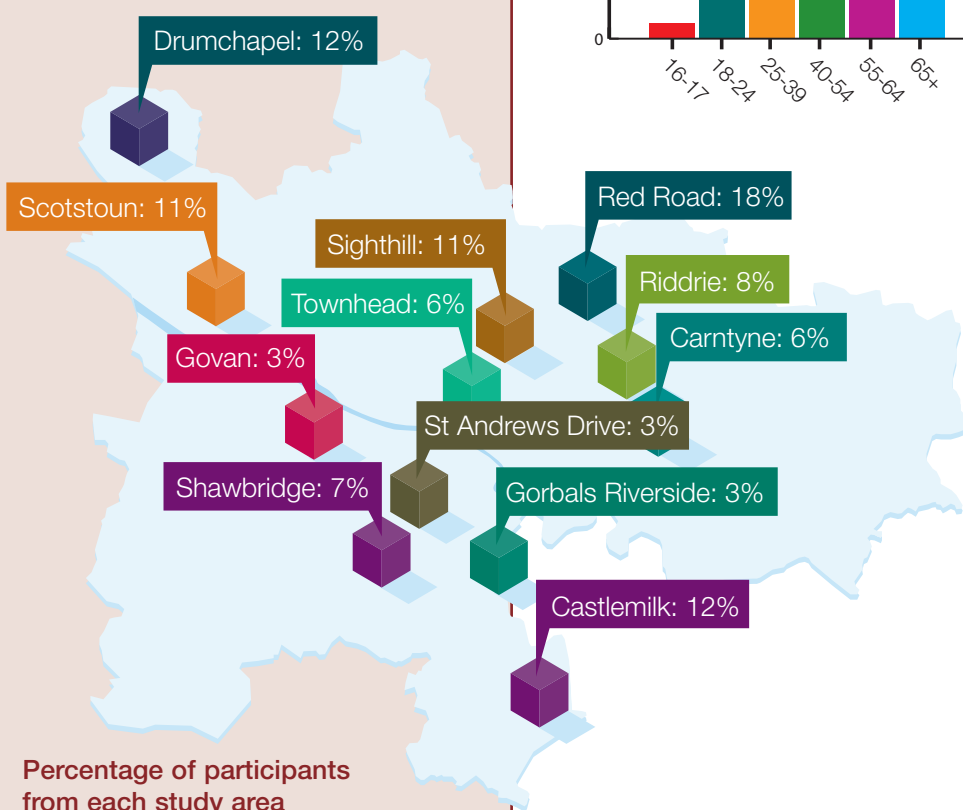 0
16-17
18-24
25-39
40-54
55-64
65+
Drumchapel: 12%
Scotstoun: 11%
Red Road: 18%
Sighthill: 11%
Riddrie: 8%
Townhead: 6%
Carntyne: 6%
Govan: 3%
St Andrews Drive: 3%
Shawbridge: 7%
Gorbals Riverside: 3%
Castlemilk: 12%
Percentage of participants
from each study area